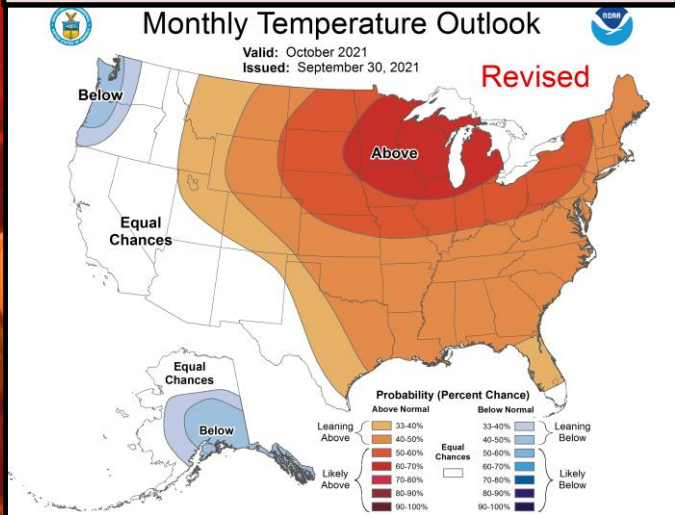 Monthly Temperature Outlook
NOAA
Valid: October 2021
Issued: September 30, 2021
Revised
Below
Above
Equal
Chances
Equal
Chances
Below
Probability (Percent Chance)
Above Normal
Below Normal
Leaning
Above
33-40%
40-50%
Likely
Above
50-60%
60-70%
70-80%
80-90%
90-100%
Equal
Chances
33-40%
40-50%
Leaning
Below
50-60%
60-70%
70-80%
80-90%
90-100%
Likely
Below